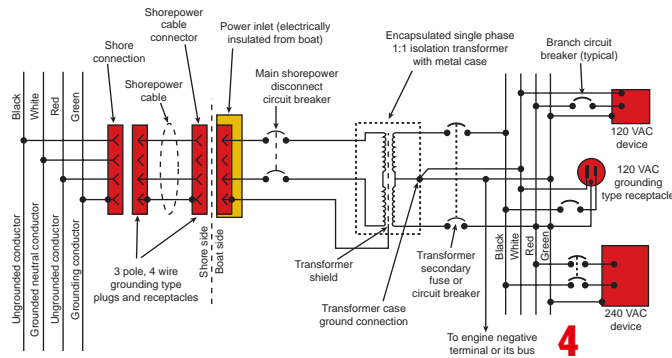 Shore
connection
Shorepower
cable
Shorepower
cable
connector
Power inlet (electrically
insulated from boat)
Main shorepower
disconnect
circuit breaker
Encapsulated single phase
1:1 isolation transformer
with metal case
Branch circuit
breaker (typical)
Black
White
Red
Green
120 VAC
device
120 VAC
grounding
type receptacle
240 VAC
device
Ungrounded conductor
Grounded neutral conductor
Ungrounded conductor
Grounding conductor
3 pole, 4 wire
grounding type
plugs and receptacles
Shore side
Boat side
Transformer
shield
Transformer case
ground connection
Transformer
secondary
fuse or
circuit breaker
Black
White
Red
Green
To engine negative
terminal or its bus
4